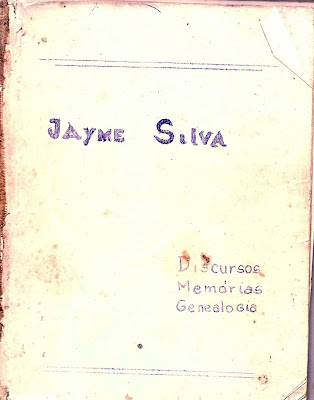 JAYME SILVA
Discursos
Memórias
Genealogia